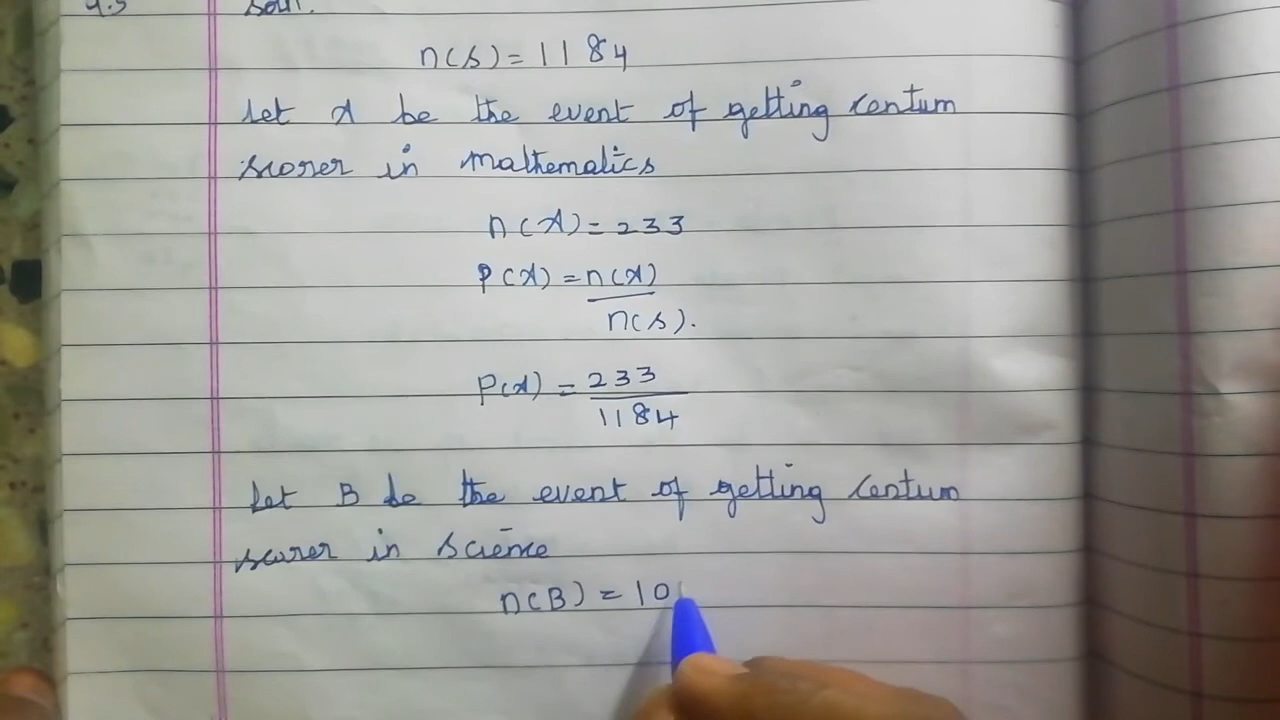 n(S) = 1184
Let A be the event of getting centum
scorer in mathematics
n(A) = 233
P(A) = n(A)
n(S).
P(A) = 233
1184
Let B be the event of getting centum
scorer in science
n(B) = 10